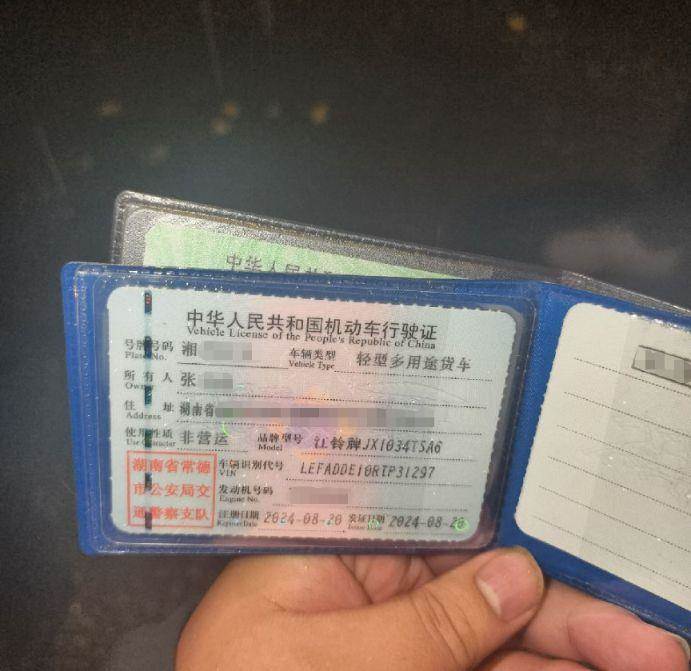 中华人民共
中华人民共和国机动车行驶证
Vehicle License of the People's Republic of China
号牌号码 湘 车辆类型 轻型多用途货车
Plate No. Vehicle Type
所有人 张
Owner
住址 湖南省
Address
使用性质 非营运 品牌型号 江铃牌JX1034TSA6
Use Character Model
湖南省常德
市公安局交
通警察支队
车辆识别代号 LEFADDE10RTP31297
VIN
发动机号码
Engine No.
注册日期 2024-08-20 发证日期 2024-08-20
Register Date Issue Date